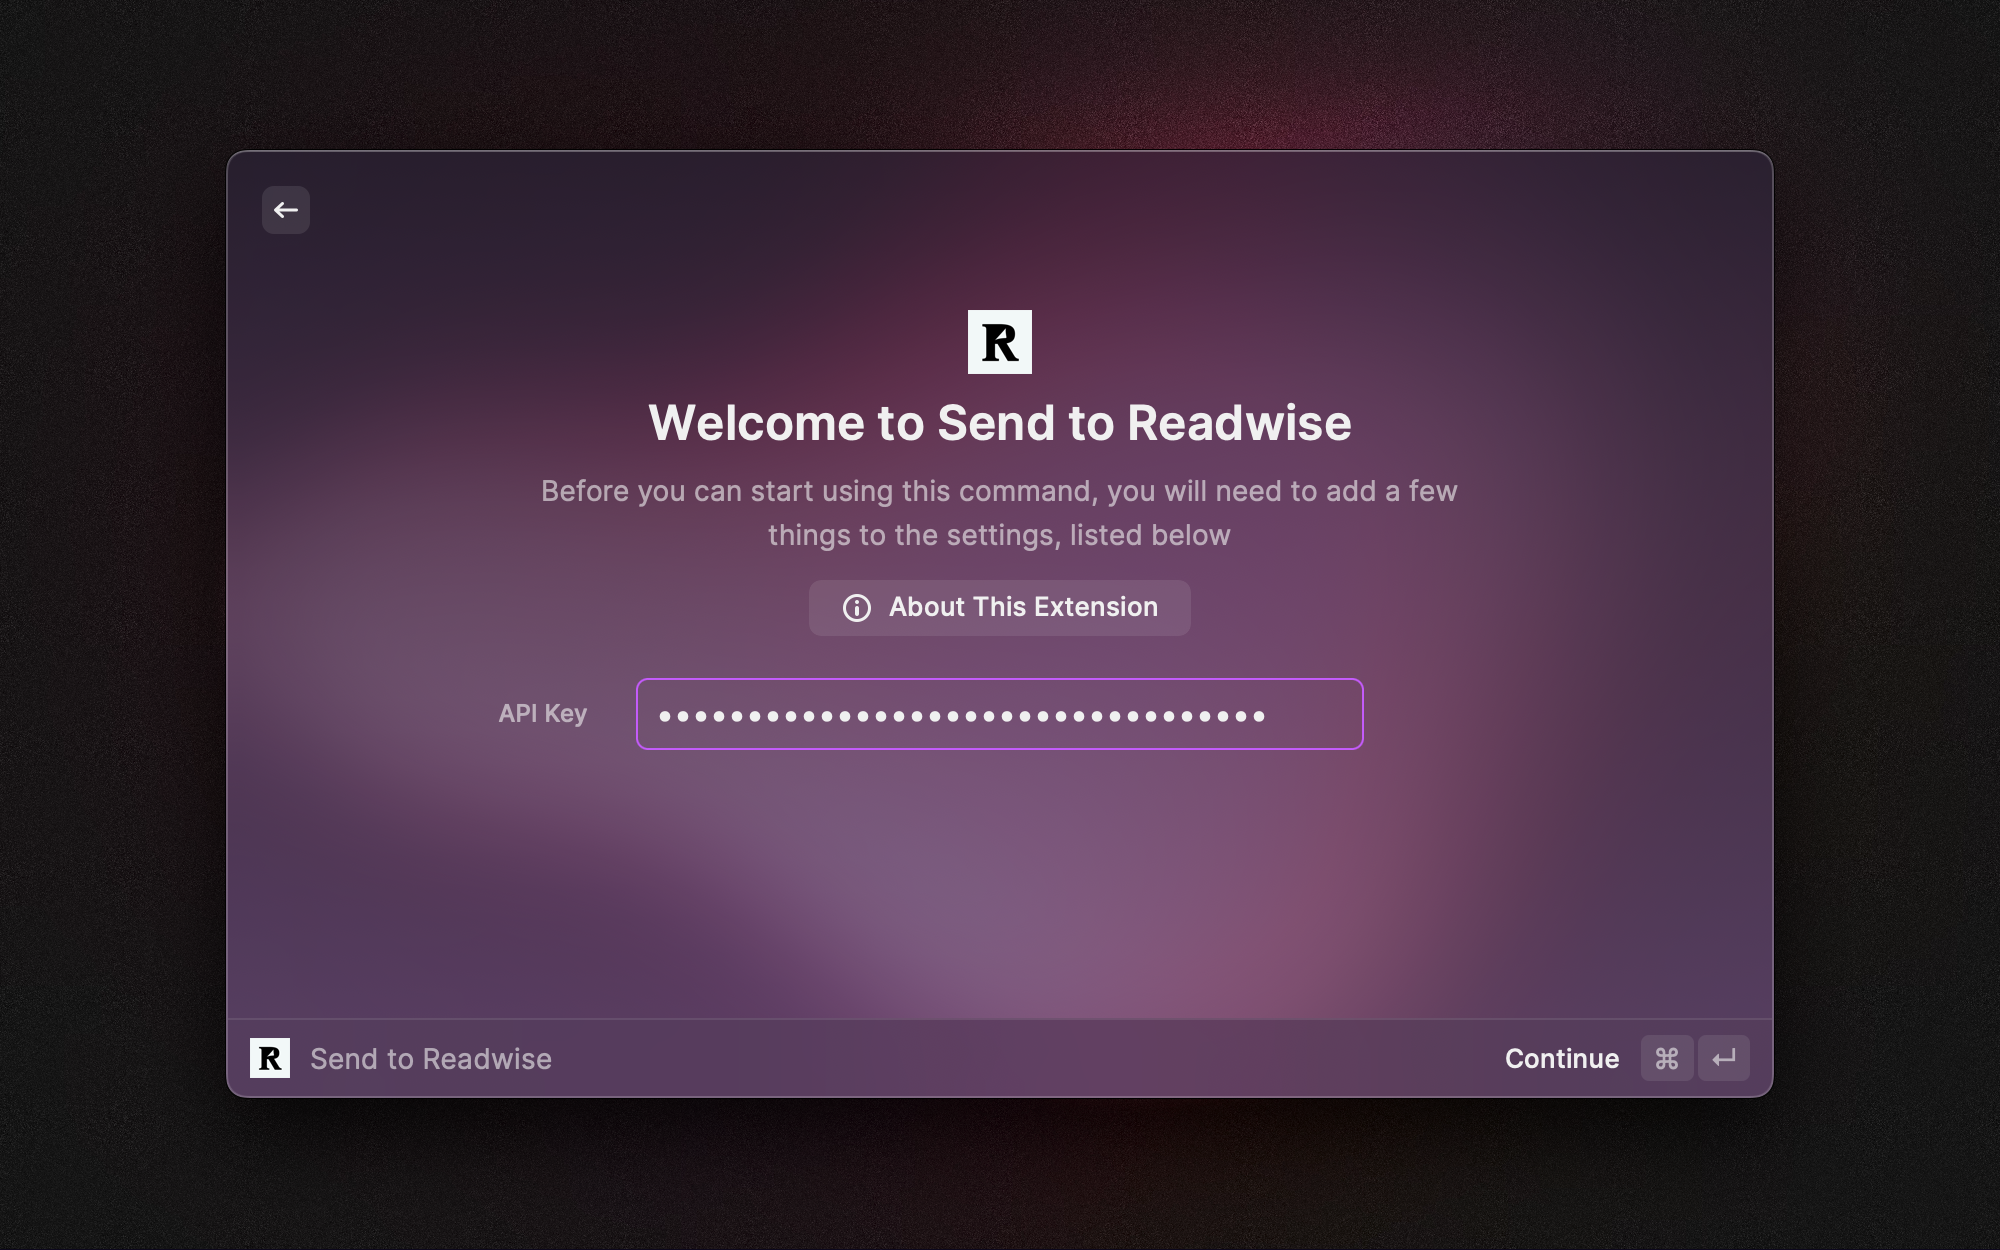 R
Welcome to Send to Readwise
Before you can start using this command, you will need to add a few
things to the settings, listed below
About This Extension
API Key
••••••••••••••••••••••••••••••••••
R
Send to Readwise
Continue ⌘ ↵